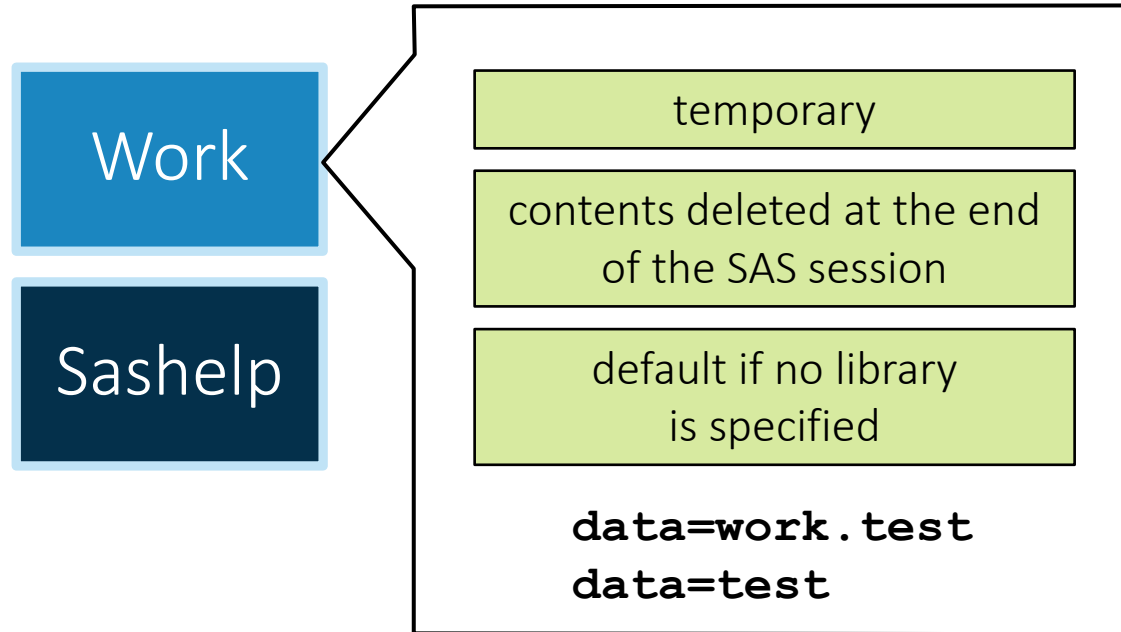 Work
Sashelp
temporary
contents deleted at the end
of the SAS session
default if no library
is specified
data=work.test
data=test